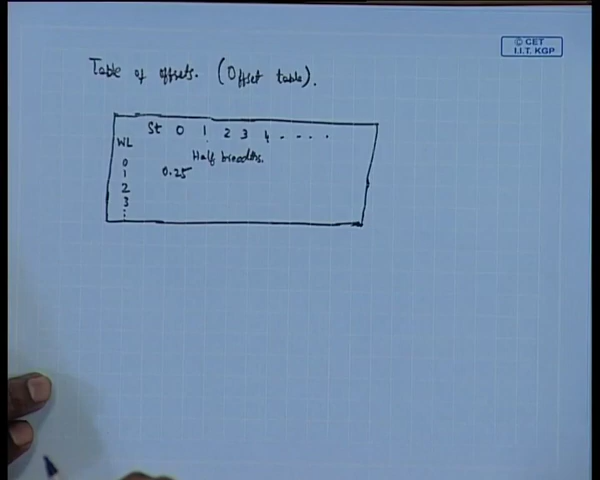 © CET
I.I.T. KGP
Table of offsets. (Offset table).
St 0 1 2 3 4 - - - .
WL
Half breadths.
0
1 0.25
2
3
: